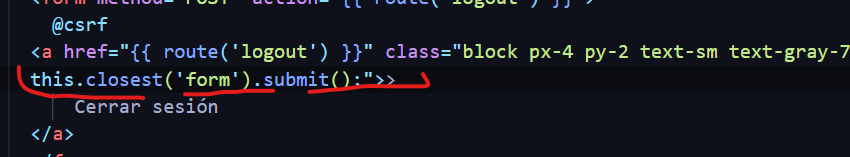 <form method="POST" action="{{ route('logout') }}">
@csrf
<a href="{{ route('logout') }}" class="block px-4 py-2 text-sm text-gray-7
this.closest('form').submit():">>
Cerrar sesión
</a>